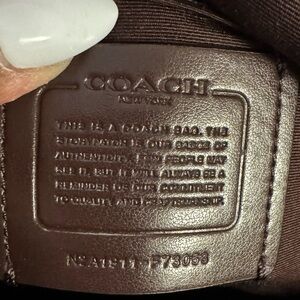 COACH
NEW YORK
THIS IS A COACH BAG. THE
STORYPATCH IS OUR BADGE OF
AUTHENTICITY. FEW PEOPLE MAY
SEE IT, BUT IT WILL ALWAYS BE A
REMINDER OF OUR COMMITMENT
TO QUALITY AND CRAFTSMANSHIP.